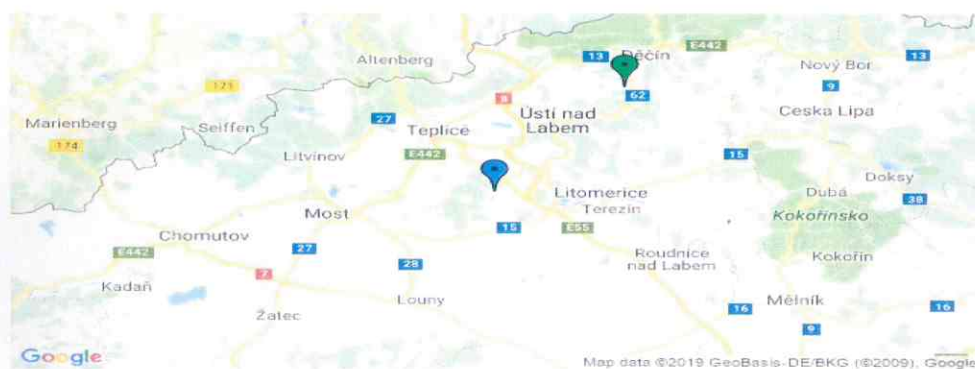 E442
13
Děčín
13
Altenberg
Nový Bor
171
9
62
8
Ústí nad
Labem
Ceska Lipa
Marienberg
Seiffen
27
Teplice
174
Litvínov
E442
15
Doksy
Litomerice
Dubá
38
Most
Terezín
Kokořínsko
15
E55
Chomutov
27
Roudnice
nad Labem
Kokořín
E442
7
28
Kadaň
Louny
Mělník
16
16
Žatec
9
Google
Map data ©2019 GeoBasis-DE/BKG (©2009), Google